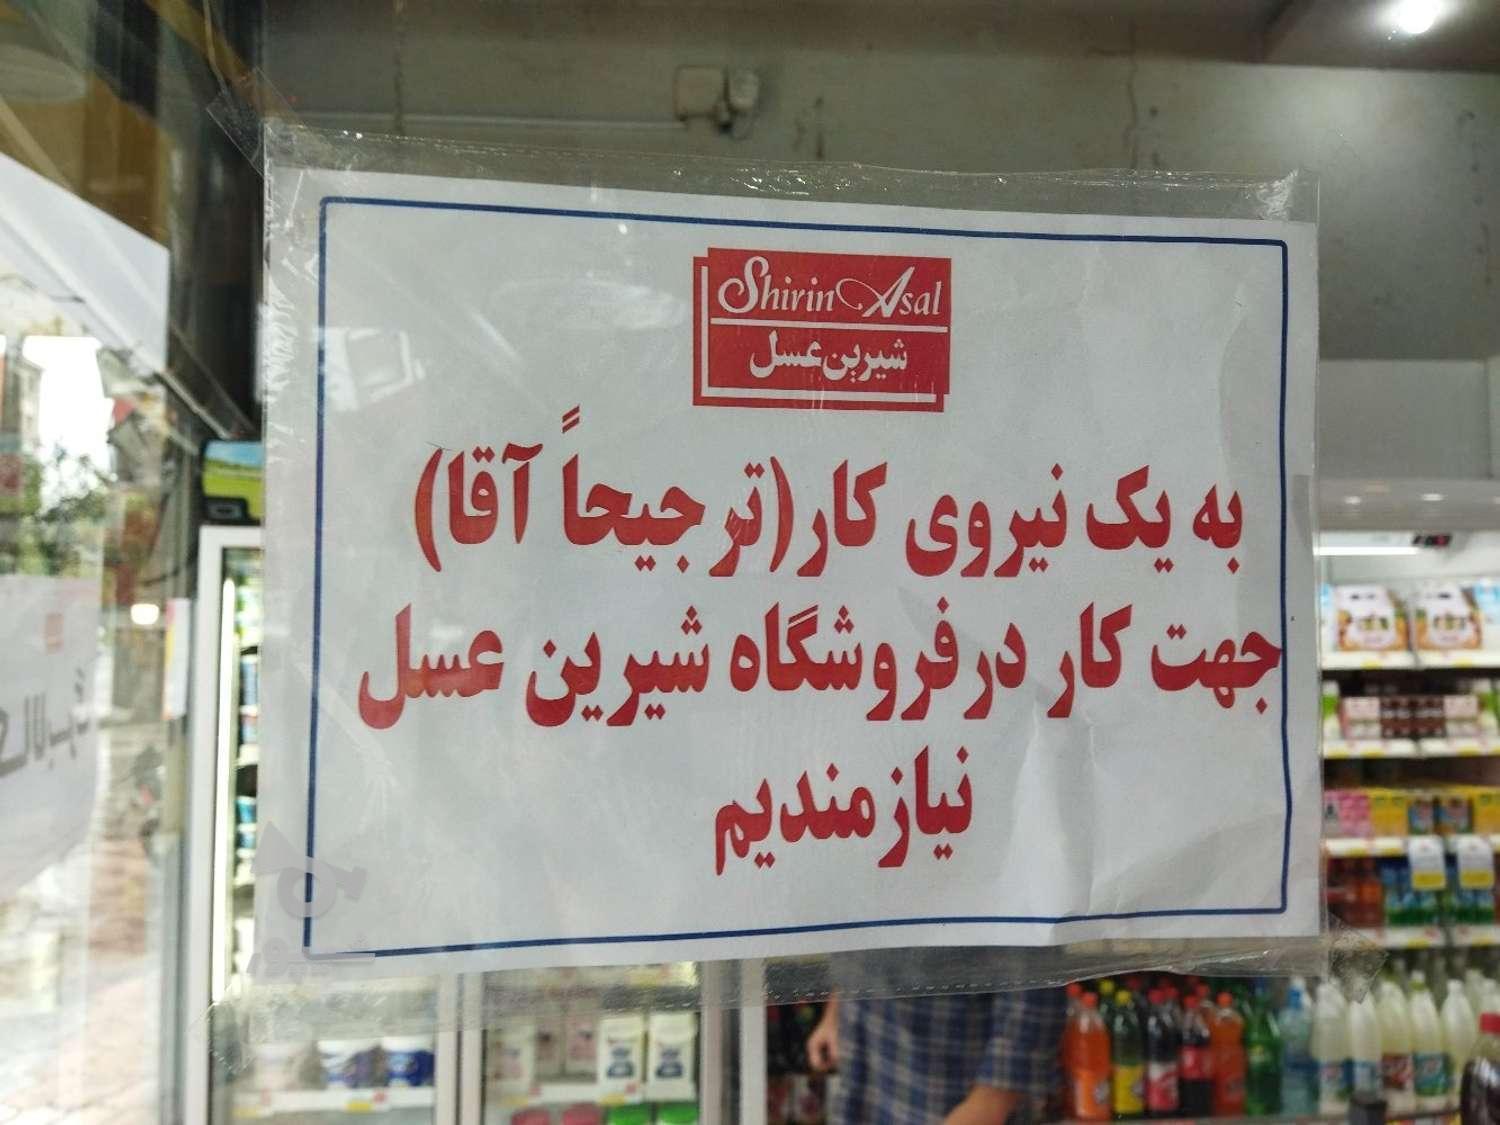 Shirin Asal
شیرین عسل
به یک نیروی کار(ترجیحاً آقا)
جهت کار درفروشگاه شیرین عسل
نیازمندیم